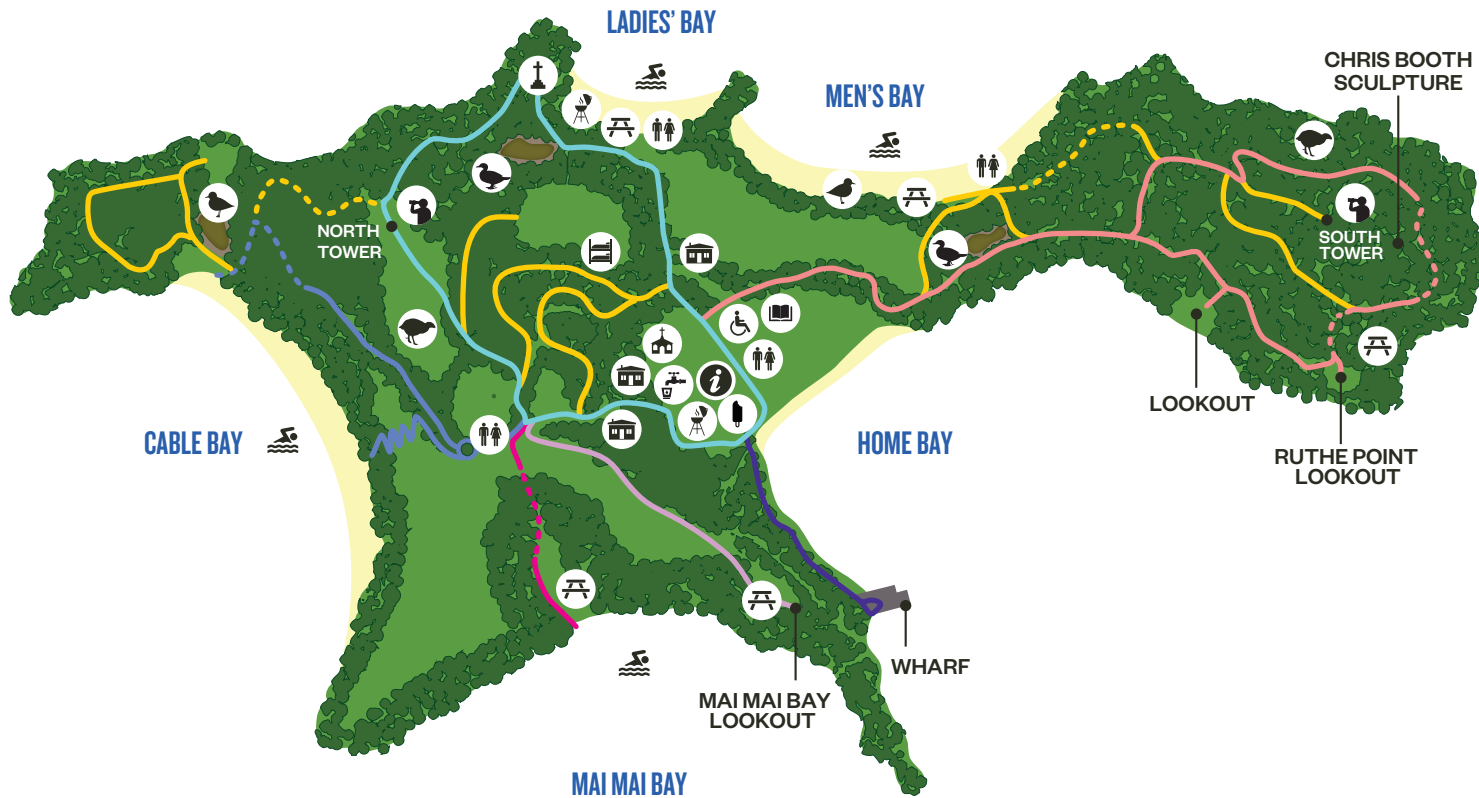 LADIES' BAY
MEN'S BAY
CHRIS BOOTH
SCULPTURE
NORTH
TOWER
SOUTH
TOWER
i
LOOKOUT
CABLE BAY
HOME BAY
RUTHE POINT
LOOKOUT
WHARF
MAI MAI BAY
LOOKOUT
MAI MAI BAY